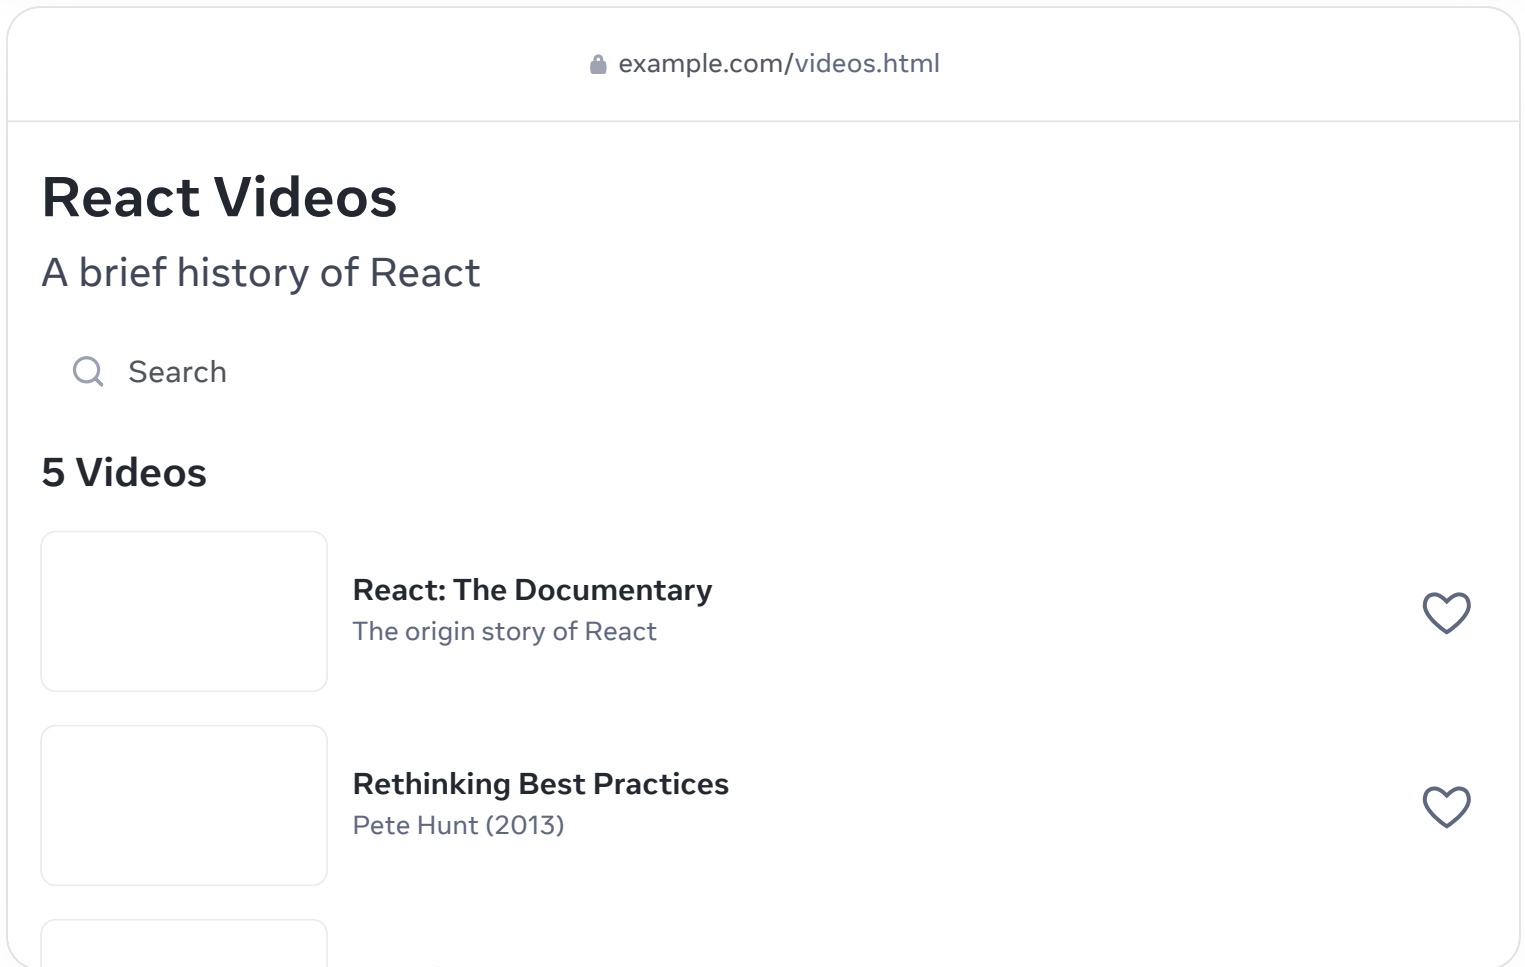 example.com/videos.html
React Videos
A brief history of React
Search
5 Videos
React: The Documentary
The origin story of React
Rethinking Best Practices
Pete Hunt (2013)